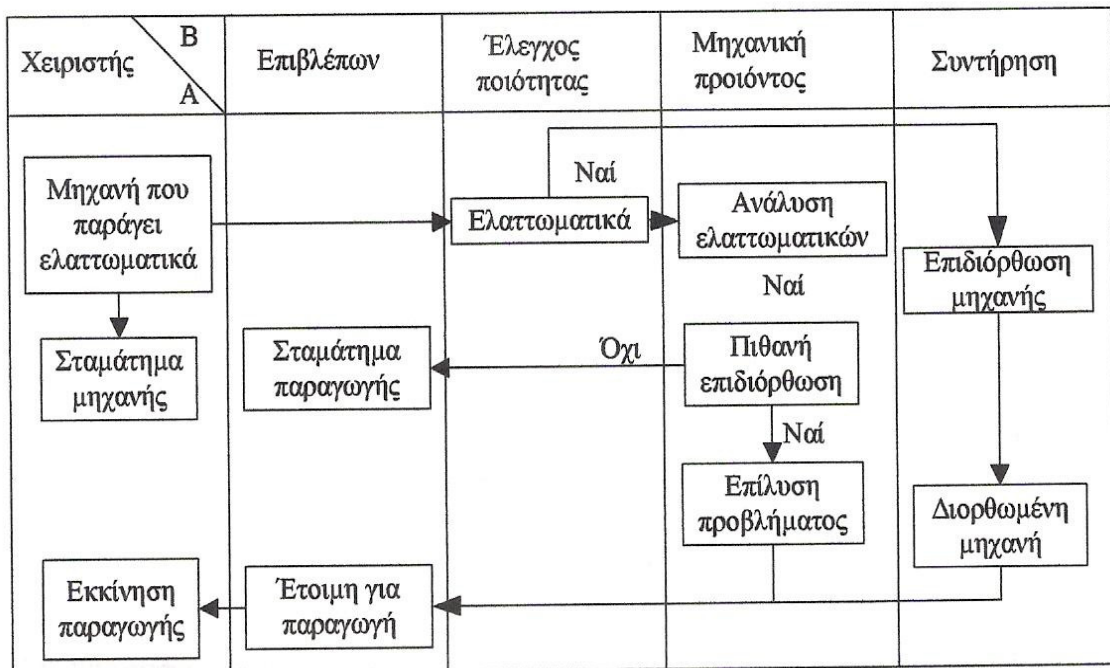 Χειριστής
Β
Α
Επιβλέπων
Έλεγχος
ποιότητας
Μηχανική
προιόντος
Συντήρηση
Μηχανή που
παράγει
ελαττωματικά
Ναί
Ελαττωματικά
Ανάλυση
ελαττωματικών
Ναί
Επιδιόρθωση
μηχανής
Σταμάτημα
μηχανής
Σταμάτημα
παραγωγής
Όχι
Πιθανή
επιδιόρθωση
Ναί
Επίλυση
προβλήματος
Διορθωμένη
μηχανή
Εκκίνηση
παραγωγής
Έτοιμη για
παραγωγή